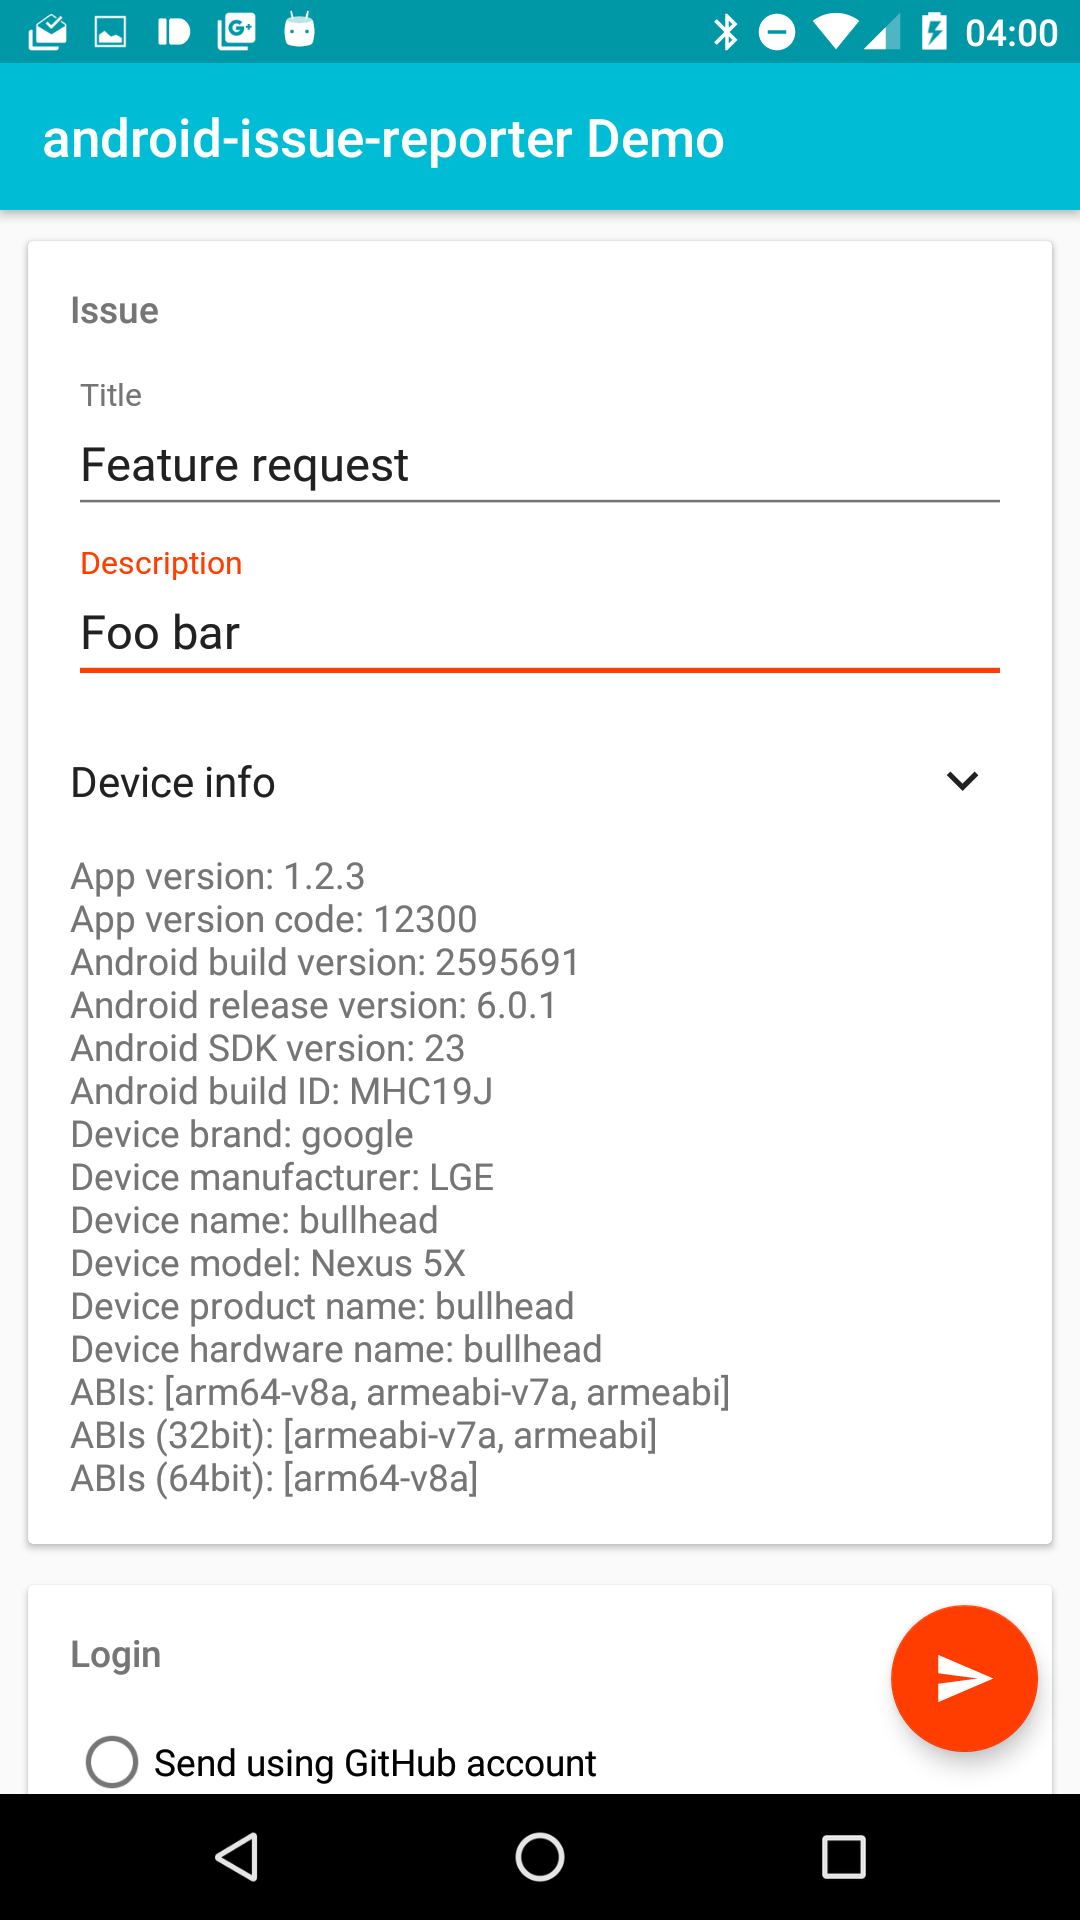 04:00
android-issue-reporter Demo
Issue
Title
Feature request
Description
Foo bar
Device info
App version: 1.2.3
App version code: 12300
Android build version: 2595691
Android release version: 6.0.1
Android SDK version: 23
Android build ID: MHC19J
Device brand: google
Device manufacturer: LGE
Device name: bullhead
Device model: Nexus 5X
Device product name: bullhead
Device hardware name: bullhead
ABIs: [arm64-v8a, armeabi-v7a, armeabi]
ABIs (32bit): [armeabi-v7a, armeabi]
ABIs (64bit): [arm64-v8a]
Login
Send using GitHub account